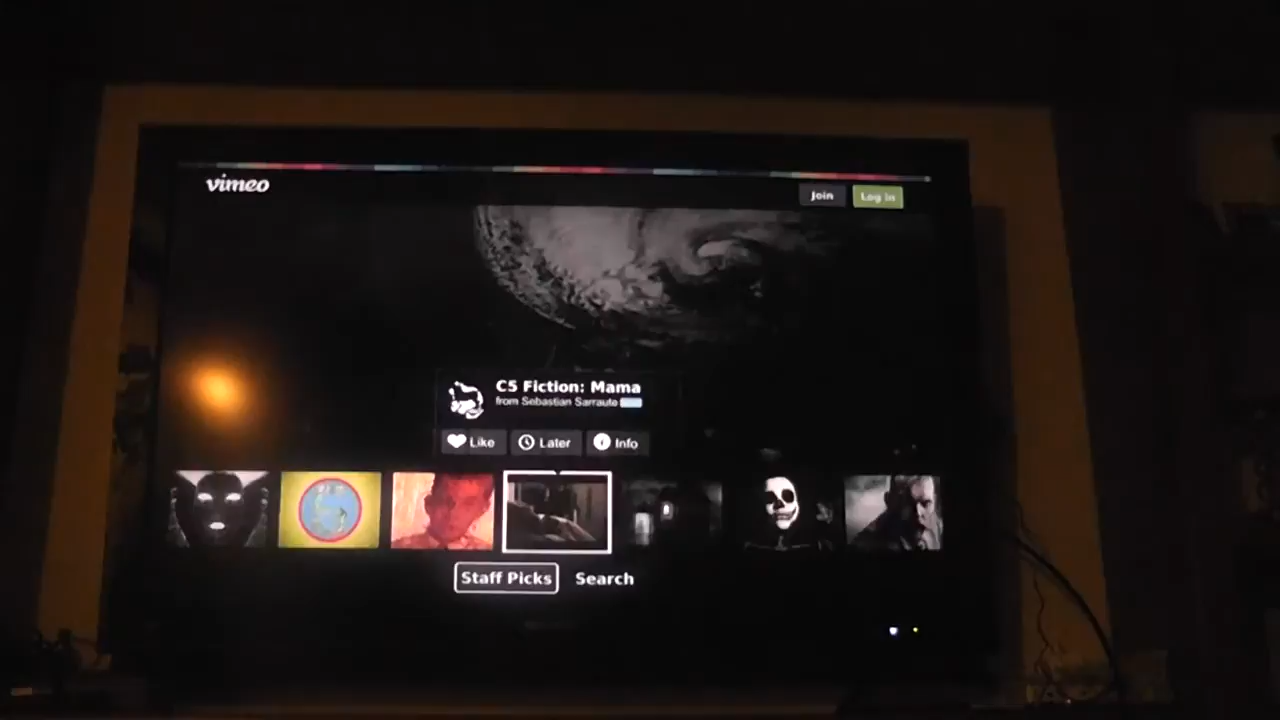 vimeo
Join
Log in
C5 Fiction: Mama
from Sebastian Sarraute
Like
Later
Info
Staff Picks
Search